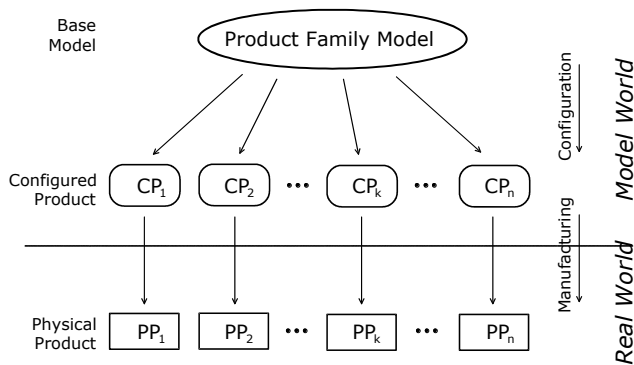 Base
Model
Product Family Model
Configuration
Model World
Configured
Product
CP1 CP2 ••• CPk ••• CPn
Manufacturing
Real World
Physical
Product
PP1 PP2 ••• PPk ••• PPn